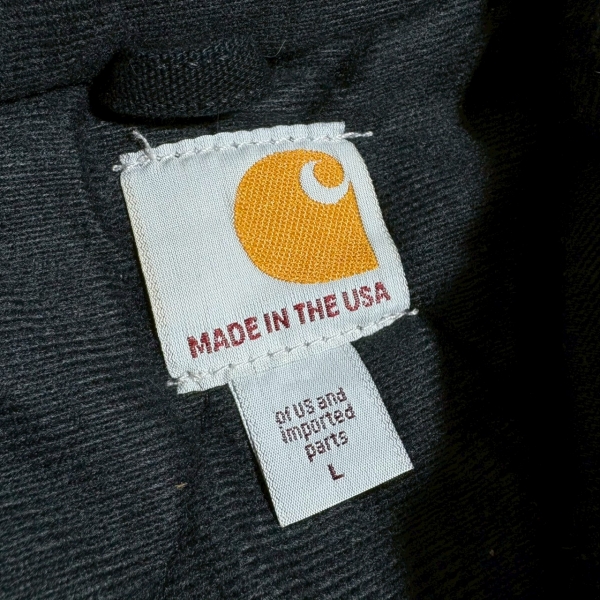 MADE IN THE USA
of US and
imported
parts
L